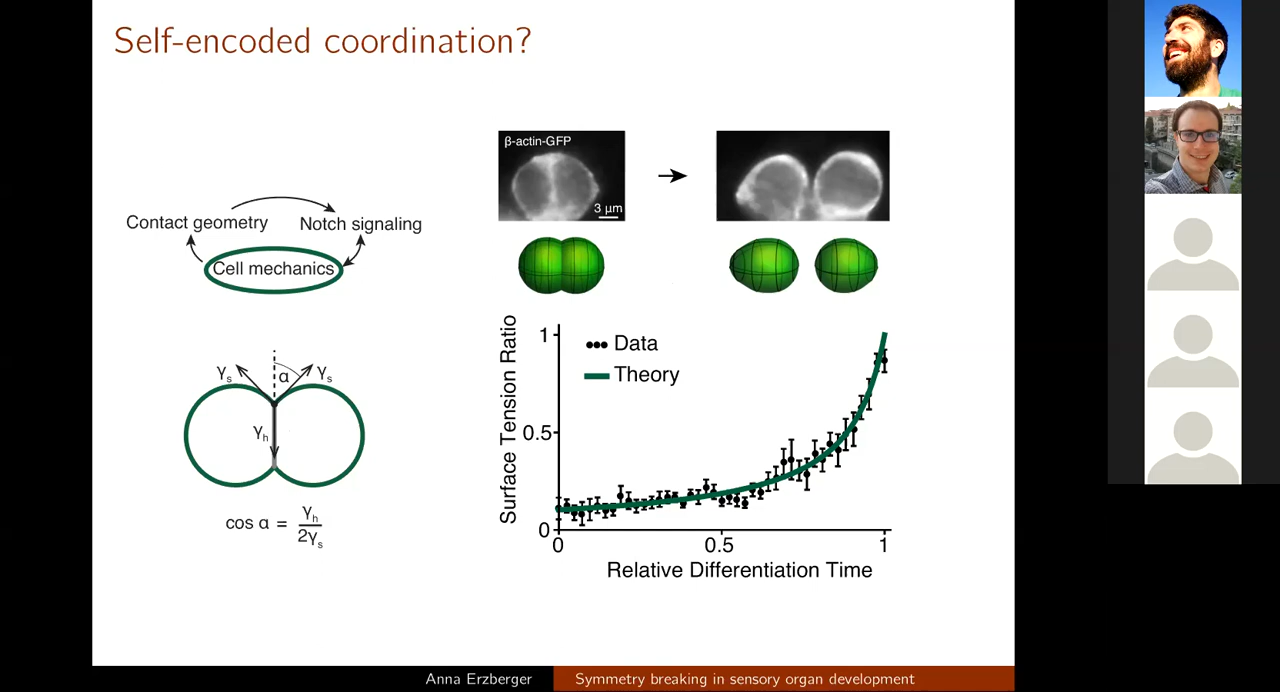 Self-encoded coordination?
Contact geometry
Notch signaling
Cell mechanics
γs
α
γs
γh
cos α = γh / 2γs
β-actin-GFP
3 µm
Surface Tension Ratio
1
0.5
0
Data
Theory
0
0.5
1
Relative Differentiation Time
Anna Erzberger
Symmetry breaking in sensory organ development